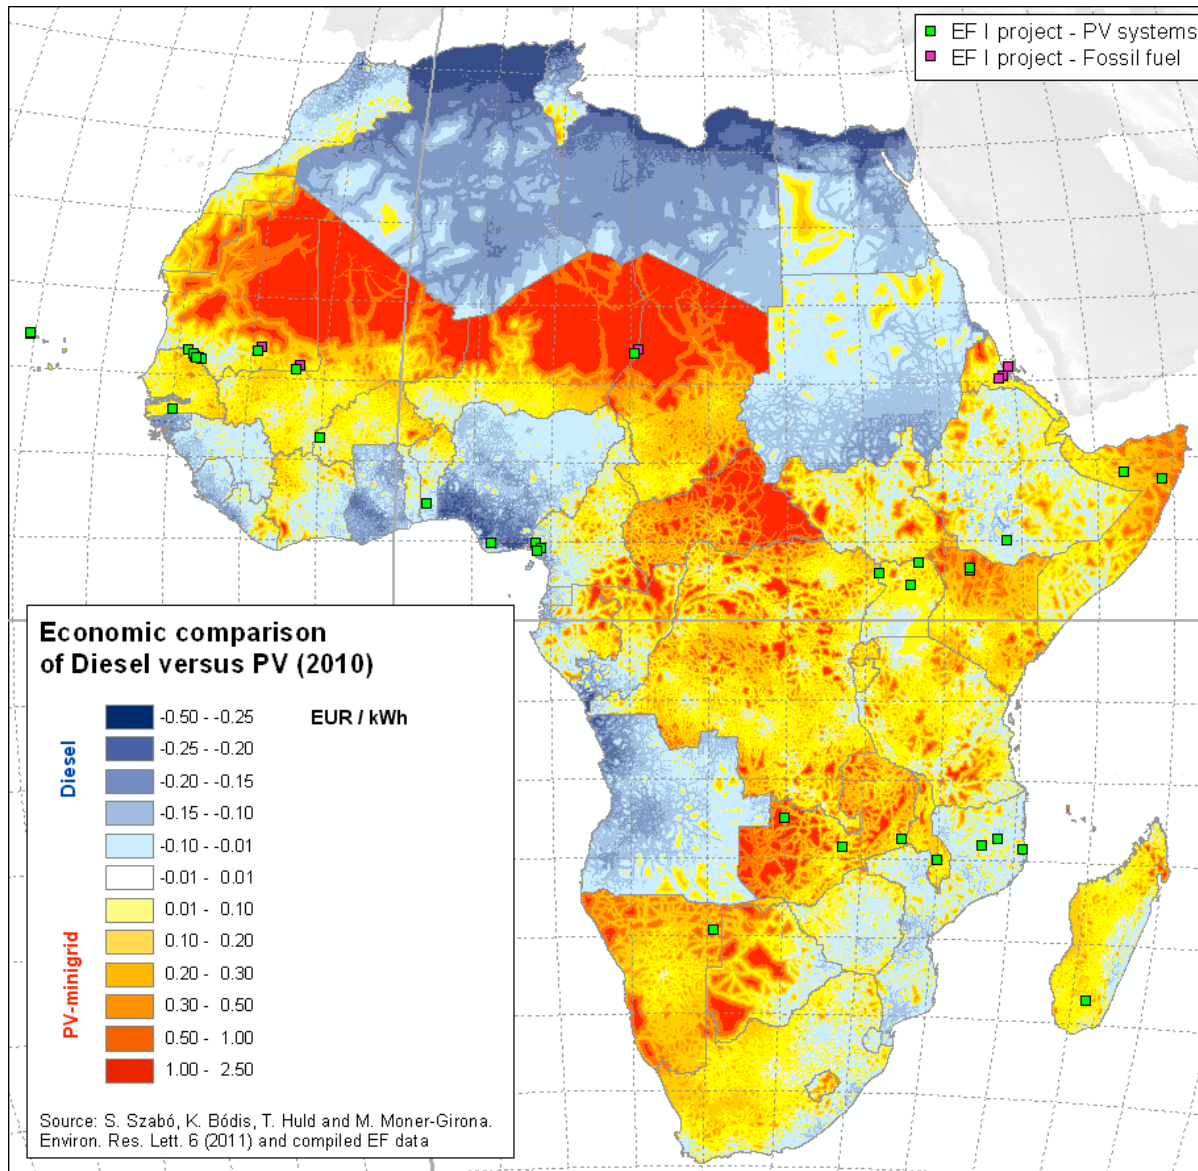 EF I project - PV systems
EF I project - Fossil fuel
Economic comparison
of Diesel versus PV (2010)
EUR / kWh
Diesel
PV-minigrid
-0.50 - -0.25
-0.25 - -0.20
-0.20 - -0.15
-0.15 - -0.10
-0.10 - -0.01
-0.01 - 0.01
0.01 - 0.10
0.10 - 0.20
0.20 - 0.30
0.30 - 0.50
0.50 - 1.00
1.00 - 2.50
Source: S. Szabó, K. Bódis, T. Huld and M. Moner-Girona.
Environ. Res. Lett. 6 (2011) and compiled EF data